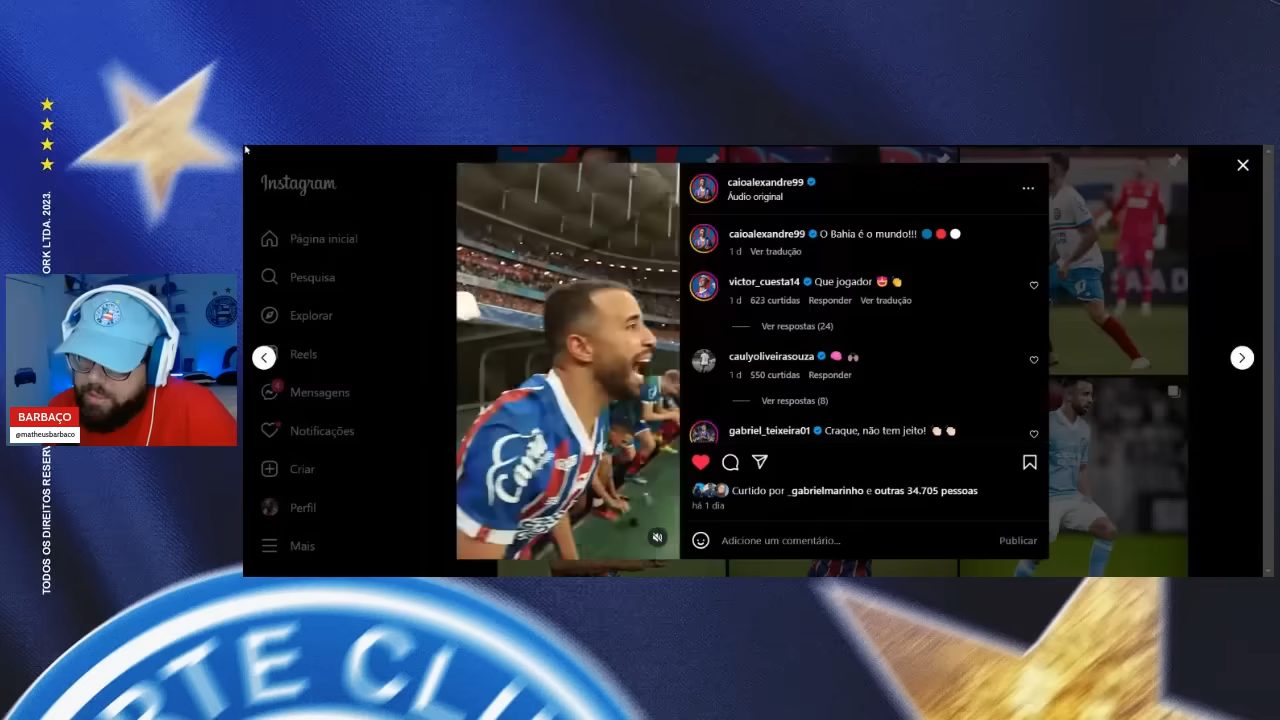 TODOS OS DIREITOS RESERV
ORK LTDA. 2023.
BARBAÇO
@matheusbarbaco
Instagram
Página inicial
Pesquisa
Explorar
Reels
Mensagens
Notificações
Criar
Perfil
Mais
caioalexandre99
Áudio original
caioalexandre99 O Bahia é o mundo!!!
1 d Ver tradução
victor_cuesta14 Que jogador
1 d 623 curtidas Responder Ver tradução
Ver respostas (24)
caulyoliveirasouza
1 d 550 curtidas Responder
Ver respostas (8)
gabriel_teixeira01 Craque, não tem jeito!
Curtido por _gabrielmarinho e outras 34.705 pessoas
há 1 dia
Adicione um comentário...
Publicar
RTE CL